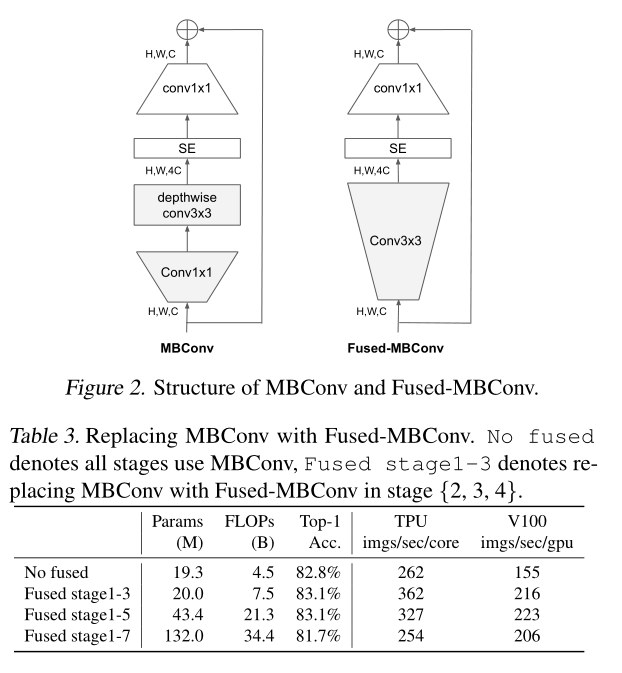 H,W,C
conv1x1
SE
H,W,4C
depthwise
conv3x3
Conv1x1
H,W,C
MBConv
H,W,C
conv1x1
SE
H,W,4C
Conv3x3
H,W,C
Fused-MBConv
Figure 2. Structure of MBConv and Fused-MBConv.
Table 3. Replacing MBConv with Fused-MBConv. No fused
denotes all stages use MBConv, Fused stage1-3 denotes re-
placing MBConv with Fused-MBConv in stage {2, 3, 4}.
Params FLOPs Top-1 TPU V100
(M) (B) Acc. imgs/sec/core imgs/sec/gpu
No fused 19.3 4.5 82.8% 262 155
Fused stage1-3 20.0 7.5 83.1% 362 216
Fused stage1-5 43.4 21.3 83.1% 327 223
Fused stage1-7 132.0 34.4 81.7% 254 206